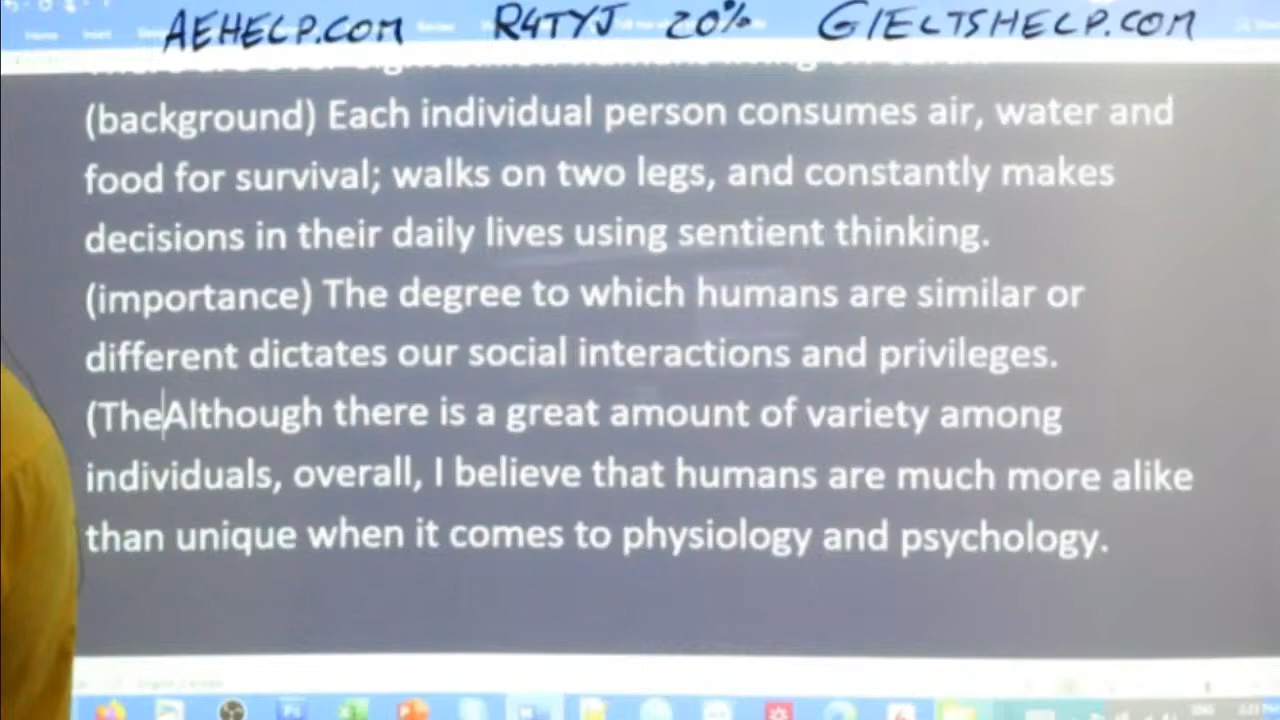 AEHELP.COM R4TYJ 20% GIELTSHELP.COM
Home Insert Review
(background) Each individual person consumes air, water and
food for survival; walks on two legs, and constantly makes
decisions in their daily lives using sentient thinking.
(importance) The degree to which humans are similar or
different dictates our social interactions and privileges.
(TheAlthough there is a great amount of variety among
individuals, overall, I believe that humans are much more alike
than unique when it comes to physiology and psychology.